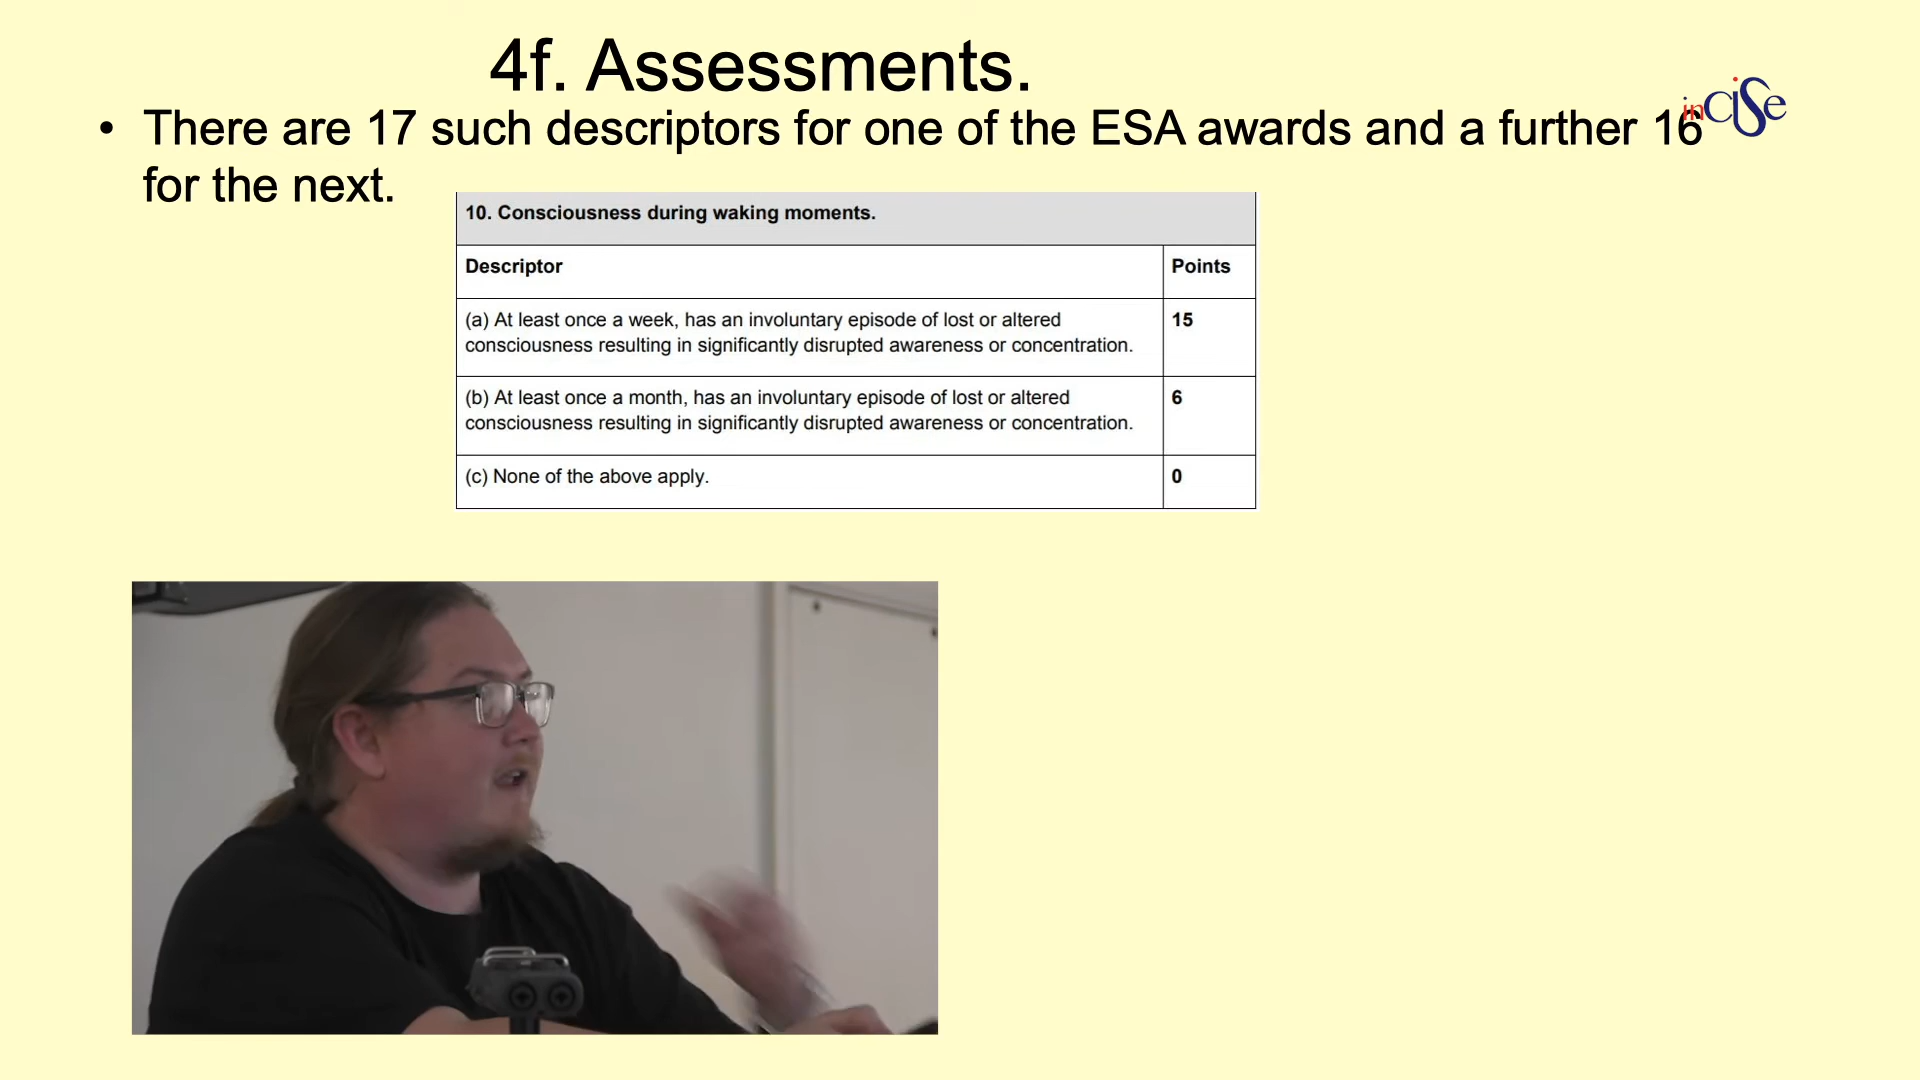 4f. Assessments.
inCISe
• There are 17 such descriptors for one of the ESA awards and a further 16
for the next.
10. Consciousness during waking moments.
Descriptor Points
(a) At least once a week, has an involuntary episode of lost or altered 15
consciousness resulting in significantly disrupted awareness or concentration.
(b) At least once a month, has an involuntary episode of lost or altered 6
consciousness resulting in significantly disrupted awareness or concentration.
(c) None of the above apply. 0